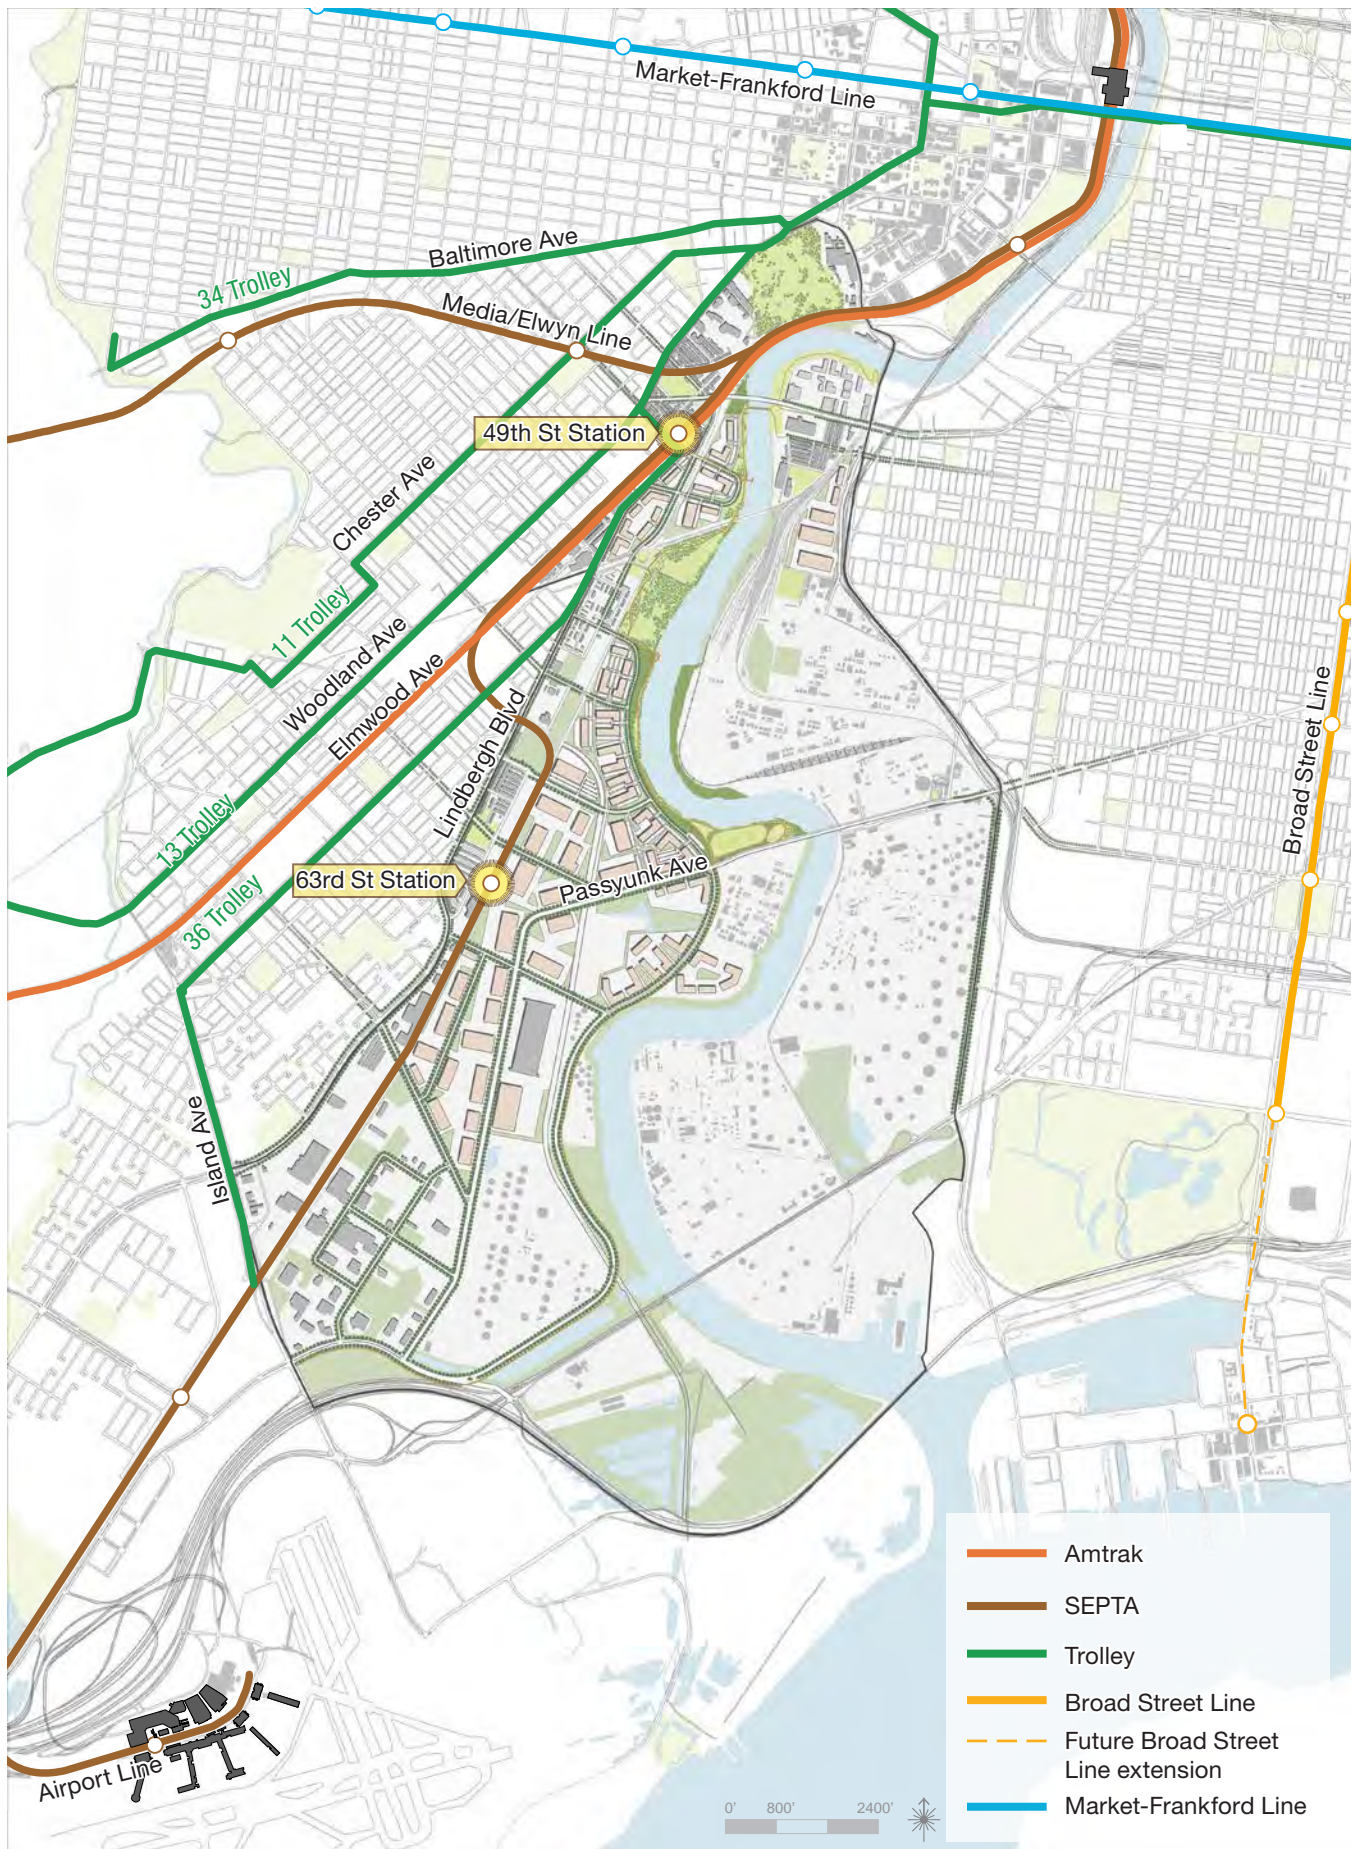 Market-Frankford Line
Baltimore Ave
34 Trolley
Media/Elwyn Line
49th St Station
Chester Ave
11 Trolley
Woodland Ave
Elmwood Ave
Lindbergh Blvd
Broad Street Line
13 Trolley
63rd St Station
Passyunk Ave
36 Trolley
Island Ave
Airport Line
Amtrak
SEPTA
Trolley
Broad Street Line
Future Broad Street
Line extension
Market-Frankford Line
0' 800' 2400'